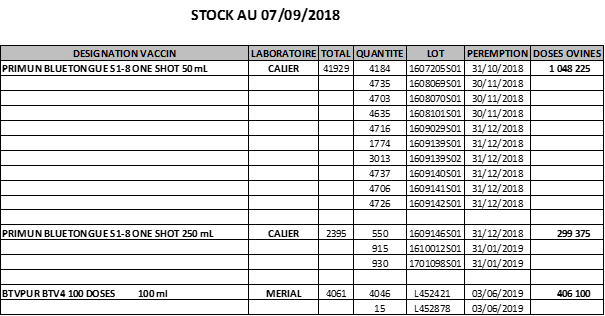 STOCK AU 07/09/2018
DESIGNATION VACCIN LABORATOIRE TOTAL QUANTITE LOT PEREMPTION DOSES OVINES
PRIMUN BLUETONGUE S1-8 ONE SHOT 50 mL CALIER 41929 4184 1607205S01 31/10/2018 1 048 225
4735 1608069S01 30/11/2018
4703 1608070S01 30/11/2018
4635 1608101S01 30/11/2018
4716 1609029S01 31/12/2018
1774 1609139S01 31/12/2018
3013 1609139S02 31/12/2018
4737 1609140S01 31/12/2018
4706 1609141S01 31/12/2018
4726 1609142S01 31/12/2018
PRIMUN BLUETONGUE S1-8 ONE SHOT 250 mL CALIER 2395 550 1609146S01 31/12/2018 299 375
915 1610012S01 31/01/2019
930 1701098S01 31/01/2019
BTVPUR BTV4 100 DOSES 100 ml MERIAL 4061 4046 L452421 03/06/2019 406 100
15 L452878 03/06/2019